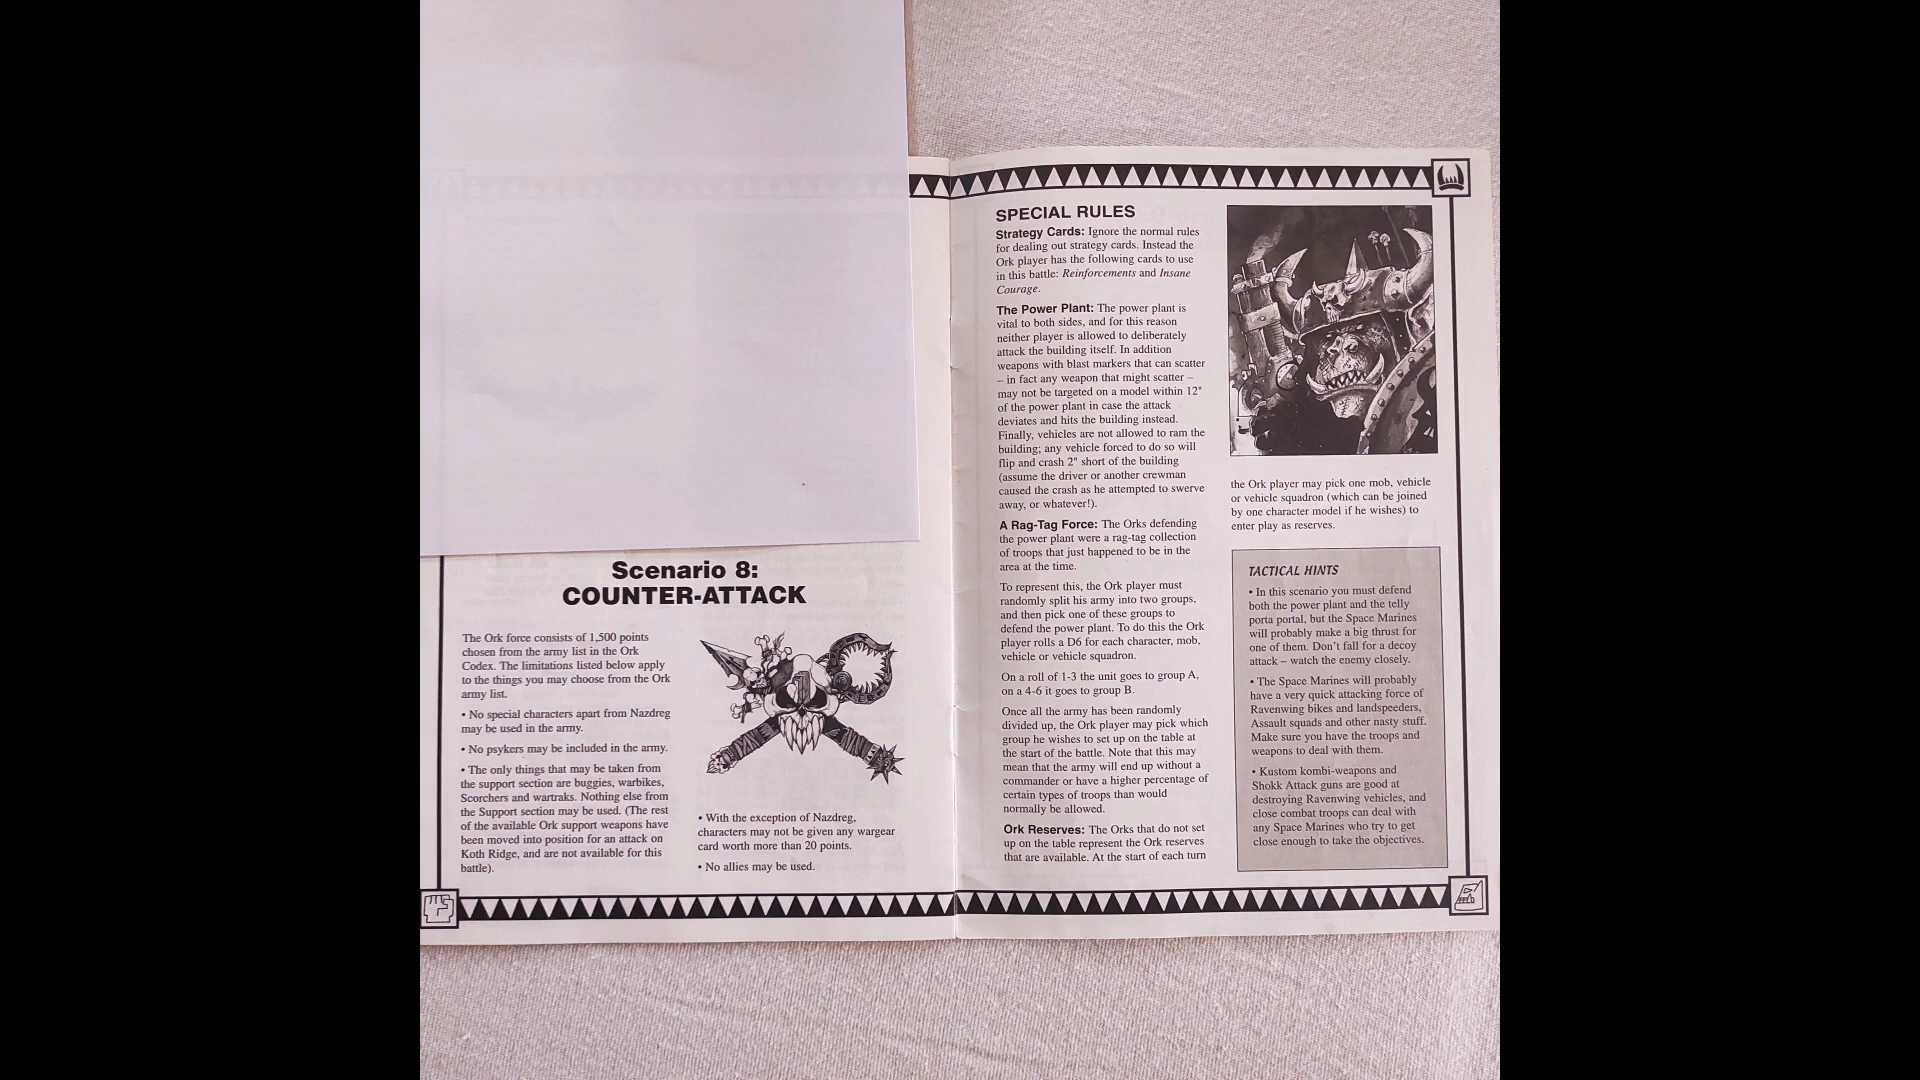 Scenario 8:
COUNTER-ATTACK
The Ork force consists of 1,500 points
chosen from the army list in the Ork
Codex. The limitations listed below apply
to the things you may choose from the Ork
army list.
• No special characters apart from Nazdreg
may be used in the army.
• No psykers may be included in the army.
• The only things that may be taken from
the support section are buggies, warbikes,
Scorchers and wartraks. Nothing else from
the Support section may be used. (The rest
of the available Ork support weapons have
been moved into position for an attack on
Koth Ridge, and are not available for this
battle).
• With the exception of Nazdreg,
characters may not be given any wargear
card worth more than 20 points.
• No allies may be used.
SPECIAL RULES
Strategy Cards: Ignore the normal rules
for dealing out strategy cards. Instead the
Ork player has the following cards to use
in this battle: Reinforcements and Insane
Courage.
The Power Plant: The power plant is
vital to both sides, and for this reason
neither player is allowed to deliberately
attack the building itself. In addition
weapons with blast markers that can scatter
– in fact any weapon that might scatter –
may not be targeted on a model within 12"
of the power plant in case the attack
deviates and hits the building instead.
Finally, vehicles are not allowed to ram the
building; any vehicle forced to do so will
flip and crash 2" short of the building
(assume the driver or another crewman
caused the crash as he attempted to swerve
away, or whatever!).
A Rag-Tag Force: The Orks defending
the power plant were a rag-tag collection
of troops that just happened to be in the
area at the time.
To represent this, the Ork player must
randomly split his army into two groups,
and then pick one of these groups to
defend the power plant. To do this the Ork
player rolls a D6 for each character, mob,
vehicle or vehicle squadron.
On a roll of 1-3 the unit goes to group A,
on a 4-6 it goes to group B.
Once all the army has been randomly
divided up, the Ork player may pick which
group he wishes to set up on the table at
the start of the battle. Note that this may
mean that the army will end up without a
commander or have a higher percentage of
certain types of troops than would
normally be allowed.
Ork Reserves: The Orks that do not set
up on the table represent the Ork reserves
that are available. At the start of each turn
the Ork player may pick one mob, vehicle
or vehicle squadron (which can be joined
by one character model if he wishes) to
enter play as reserves.
TACTICAL HINTS
• In this scenario you must defend
both the power plant and the telly
porta portal, but the Space Marines
will probably make a big thrust for
one of them. Don't fall for a decoy
attack – watch the enemy closely.
• The Space Marines will probably
have a very quick attacking force of
Ravenwing bikes and landspeeders,
Assault squads and other nasty stuff.
Make sure you have the troops and
weapons to deal with them.
• Kustom kombi-weapons and
Shokk Attack guns are good at
destroying Ravenwing vehicles, and
close combat troops can deal with
any Space Marines who try to get
close enough to take the objectives.